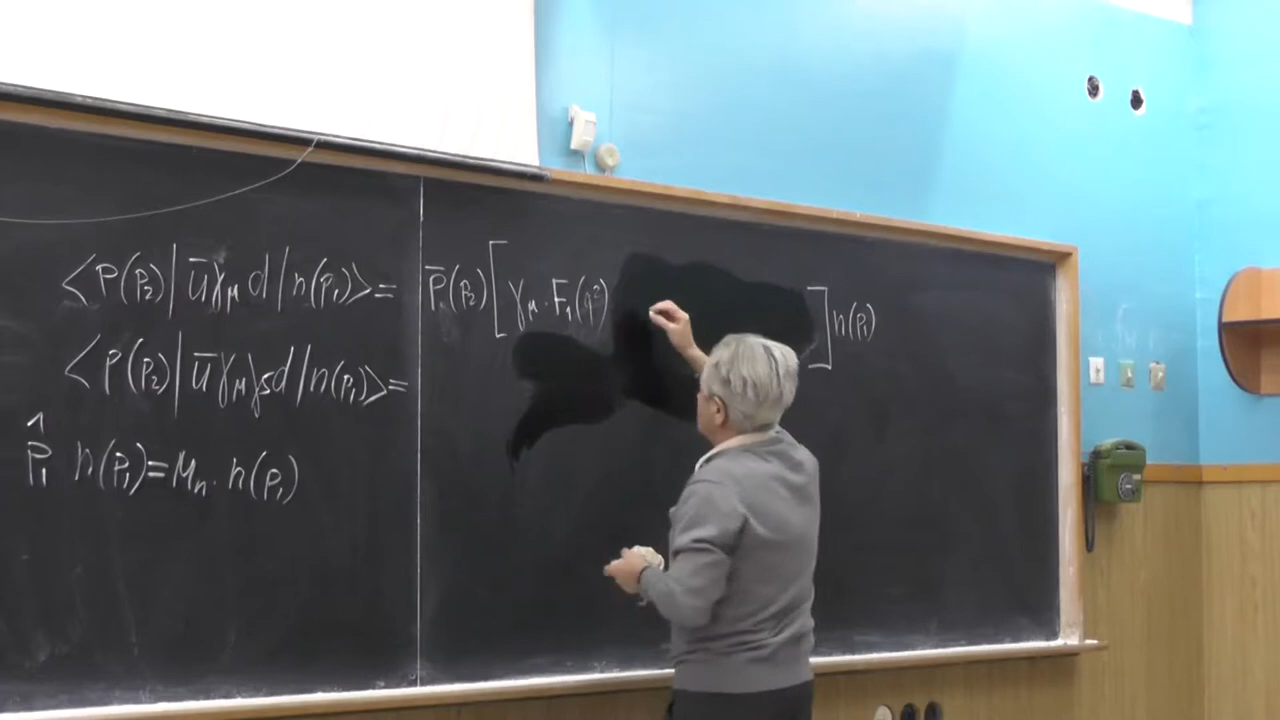 <P(p₂)| ūγ_μ d |n(p₁)> = p̄(p₂)[γ_μ · F₁(q²) ]n(p₁)
<P(p₂)| ūγ_μγ₅d |n(p₁)> =
p̂₁ n(p₁) = M_n · n(p₁)